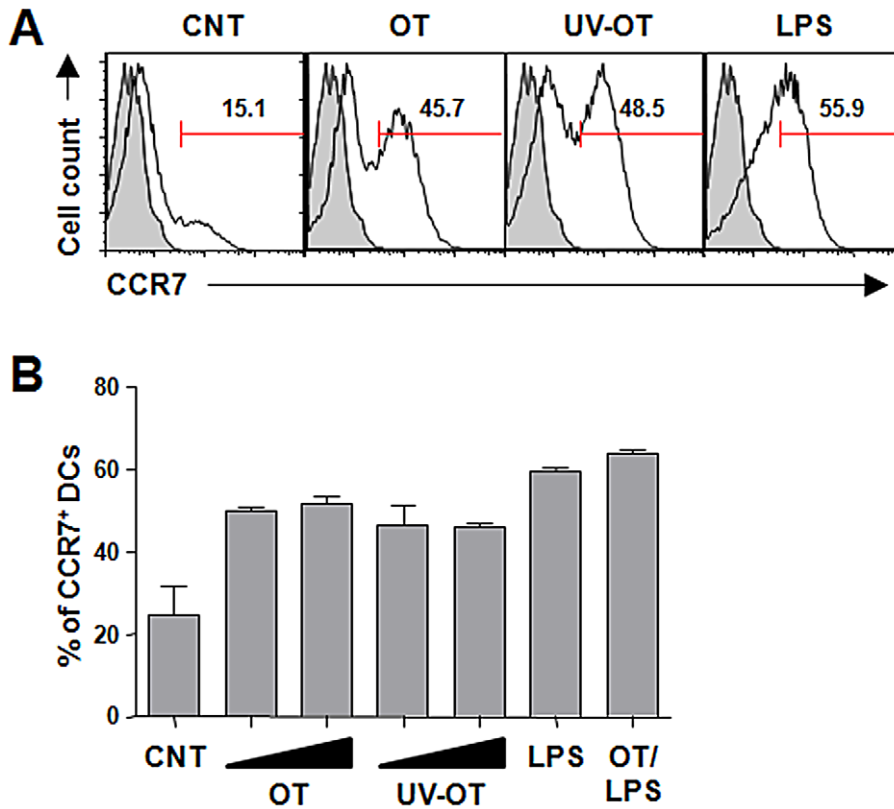 A
CNT OT UV-OT LPS
15.1 45.7 48.5 55.9
Cell count
CCR7
B
% of CCR7⁺ DCs
80
60
40
20
0
CNT LPS OT/
LPS
OT UV-OT